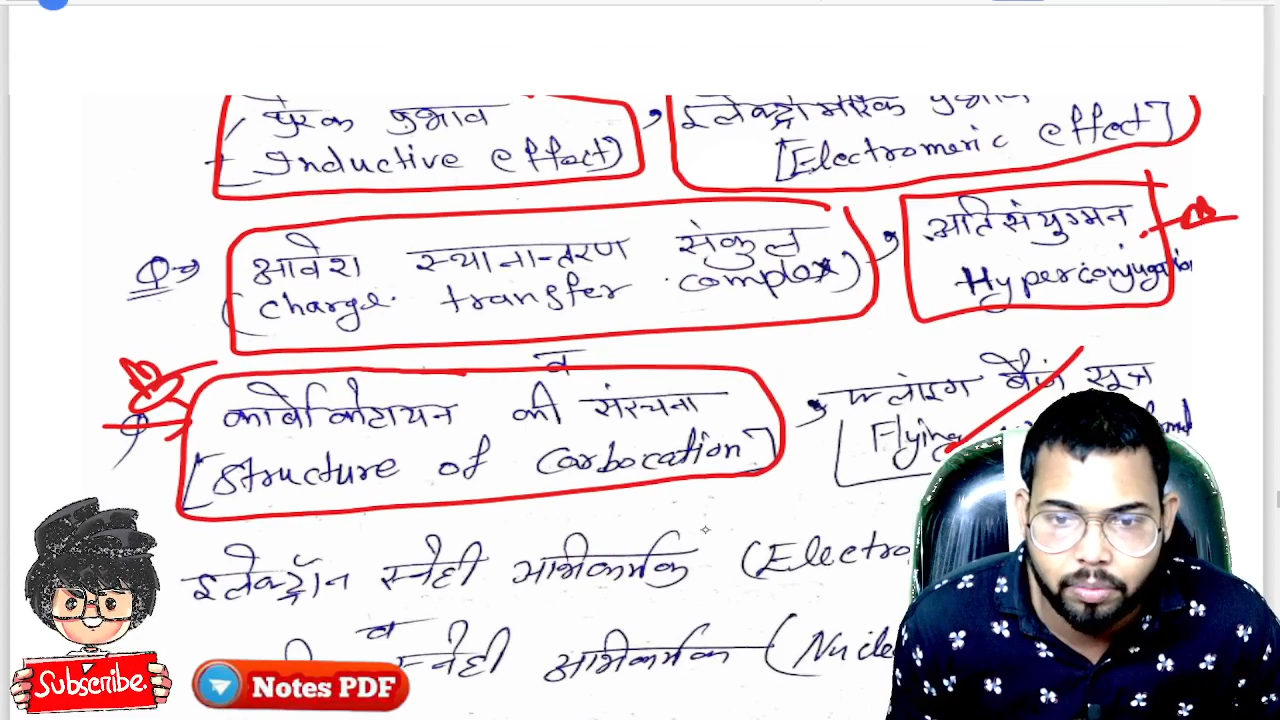 प्रेरक प्रभाव , इलेक्ट्रोमेरिक प्रभाव
[Inductive effect) [Electromeric effect]
Q→ आवेश स्थानान्तरण संकुल , अतिसंयुग्मन
(Charge transfer complex) Hyperconjugation
व
कार्बोकेटायन की संरचना , फ्लाइंग वैज सूत्र
[Structure of Carbocation] [Flying
इलेक्ट्रॉन स्नेही अभिकर्मक (Electro
व
स्नेही अभिकर्मक (Nucle
Subscribe.
Notes PDF